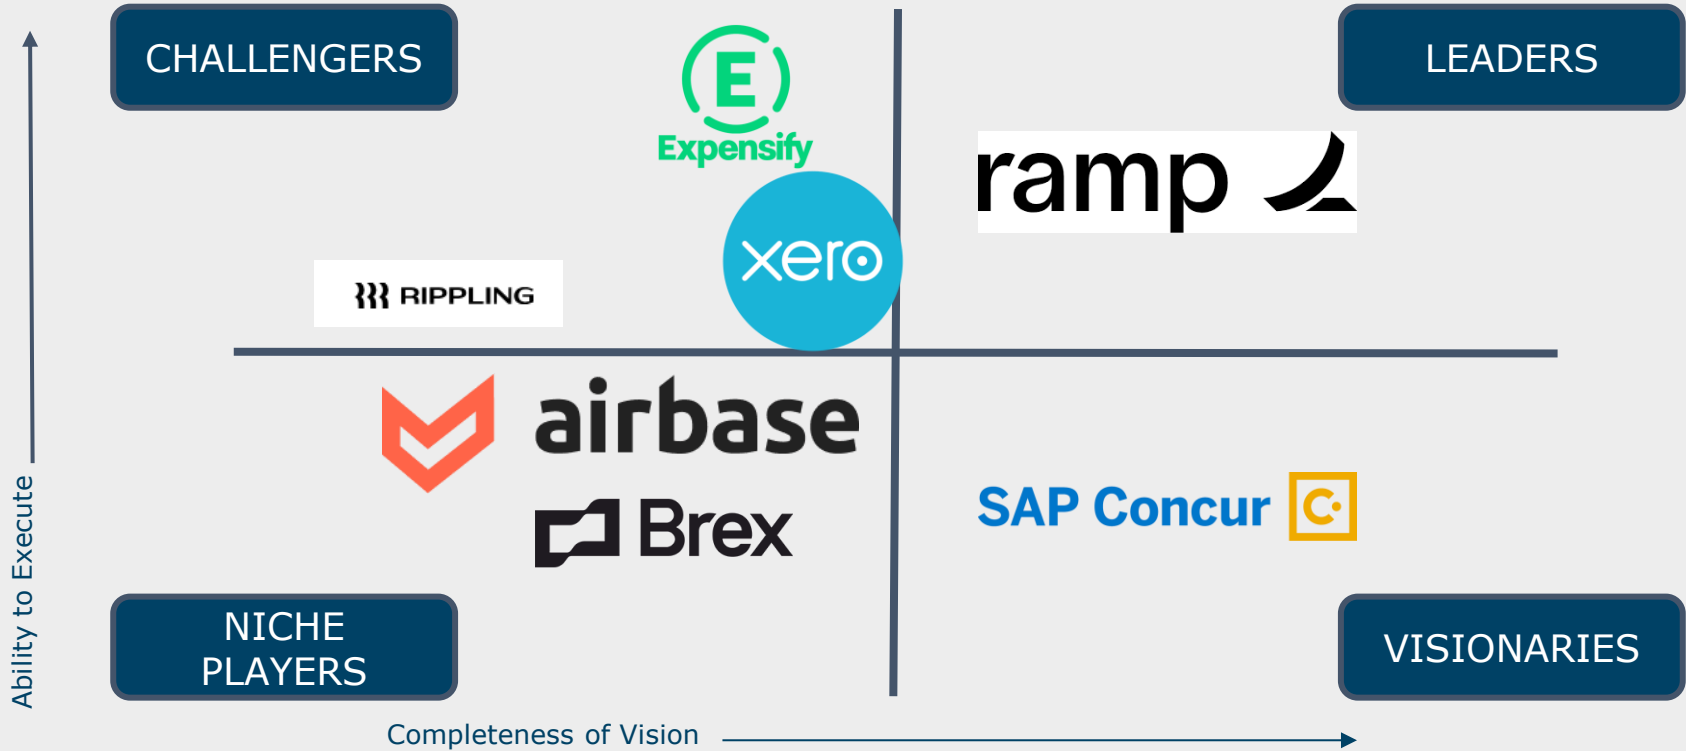 CHALLENGERS
LEADERS
E
Expensify
ramp
xero
RIPPLING
airbase
Brex
SAP Concur C
NICHE
PLAYERS
VISIONARIES
Ability to Execute
Completeness of Vision